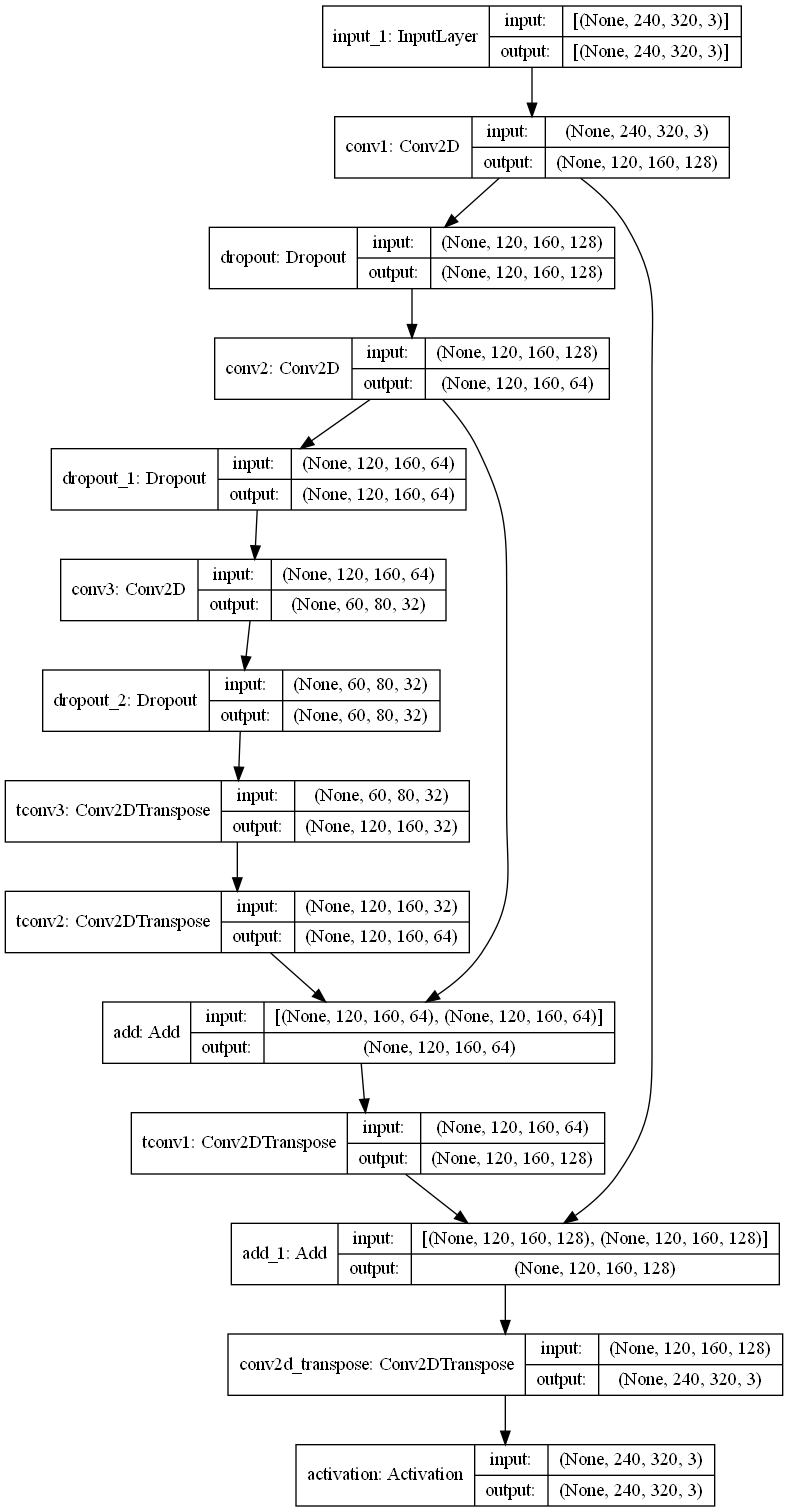 input_1: InputLayer
input: [(None, 240, 320, 3)]
output: [(None, 240, 320, 3)]
conv1: Conv2D
input: (None, 240, 320, 3)
output: (None, 120, 160, 128)
dropout: Dropout
input: (None, 120, 160, 128)
output: (None, 120, 160, 128)
conv2: Conv2D
input: (None, 120, 160, 128)
output: (None, 120, 160, 64)
dropout_1: Dropout
input: (None, 120, 160, 64)
output: (None, 120, 160, 64)
conv3: Conv2D
input: (None, 120, 160, 64)
output: (None, 60, 80, 32)
dropout_2: Dropout
input: (None, 60, 80, 32)
output: (None, 60, 80, 32)
tconv3: Conv2DTranspose
input: (None, 60, 80, 32)
output: (None, 120, 160, 32)
tconv2: Conv2DTranspose
input: (None, 120, 160, 32)
output: (None, 120, 160, 64)
add: Add
input: [(None, 120, 160, 64), (None, 120, 160, 64)]
output: (None, 120, 160, 64)
tconv1: Conv2DTranspose
input: (None, 120, 160, 64)
output: (None, 120, 160, 128)
add_1: Add
input: [(None, 120, 160, 128), (None, 120, 160, 128)]
output: (None, 120, 160, 128)
conv2d_transpose: Conv2DTranspose
input: (None, 120, 160, 128)
output: (None, 240, 320, 3)
activation: Activation
input: (None, 240, 320, 3)
output: (None, 240, 320, 3)